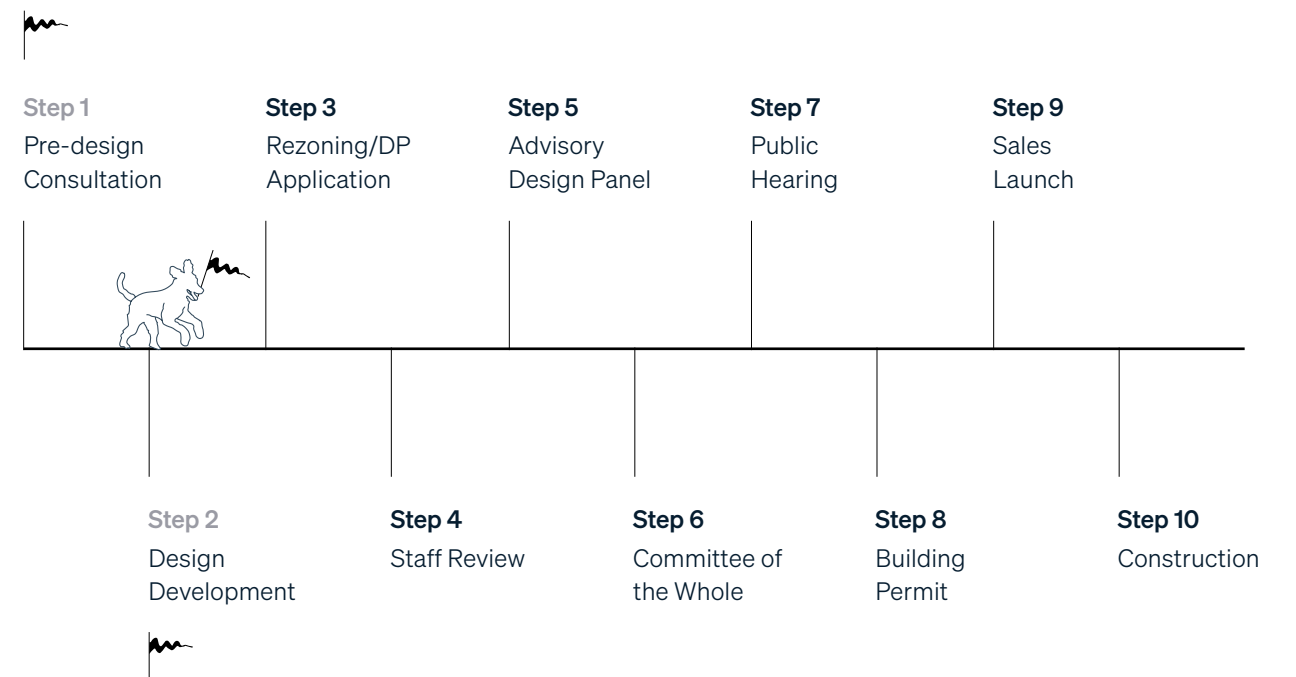 Step 1
Pre-design
Consultation
Step 3
Rezoning/DP
Application
Step 5
Advisory
Design Panel
Step 7
Public
Hearing
Step 9
Sales
Launch
Step 2
Design
Development
Step 4
Staff Review
Step 6
Committee of
the Whole
Step 8
Building
Permit
Step 10
Construction